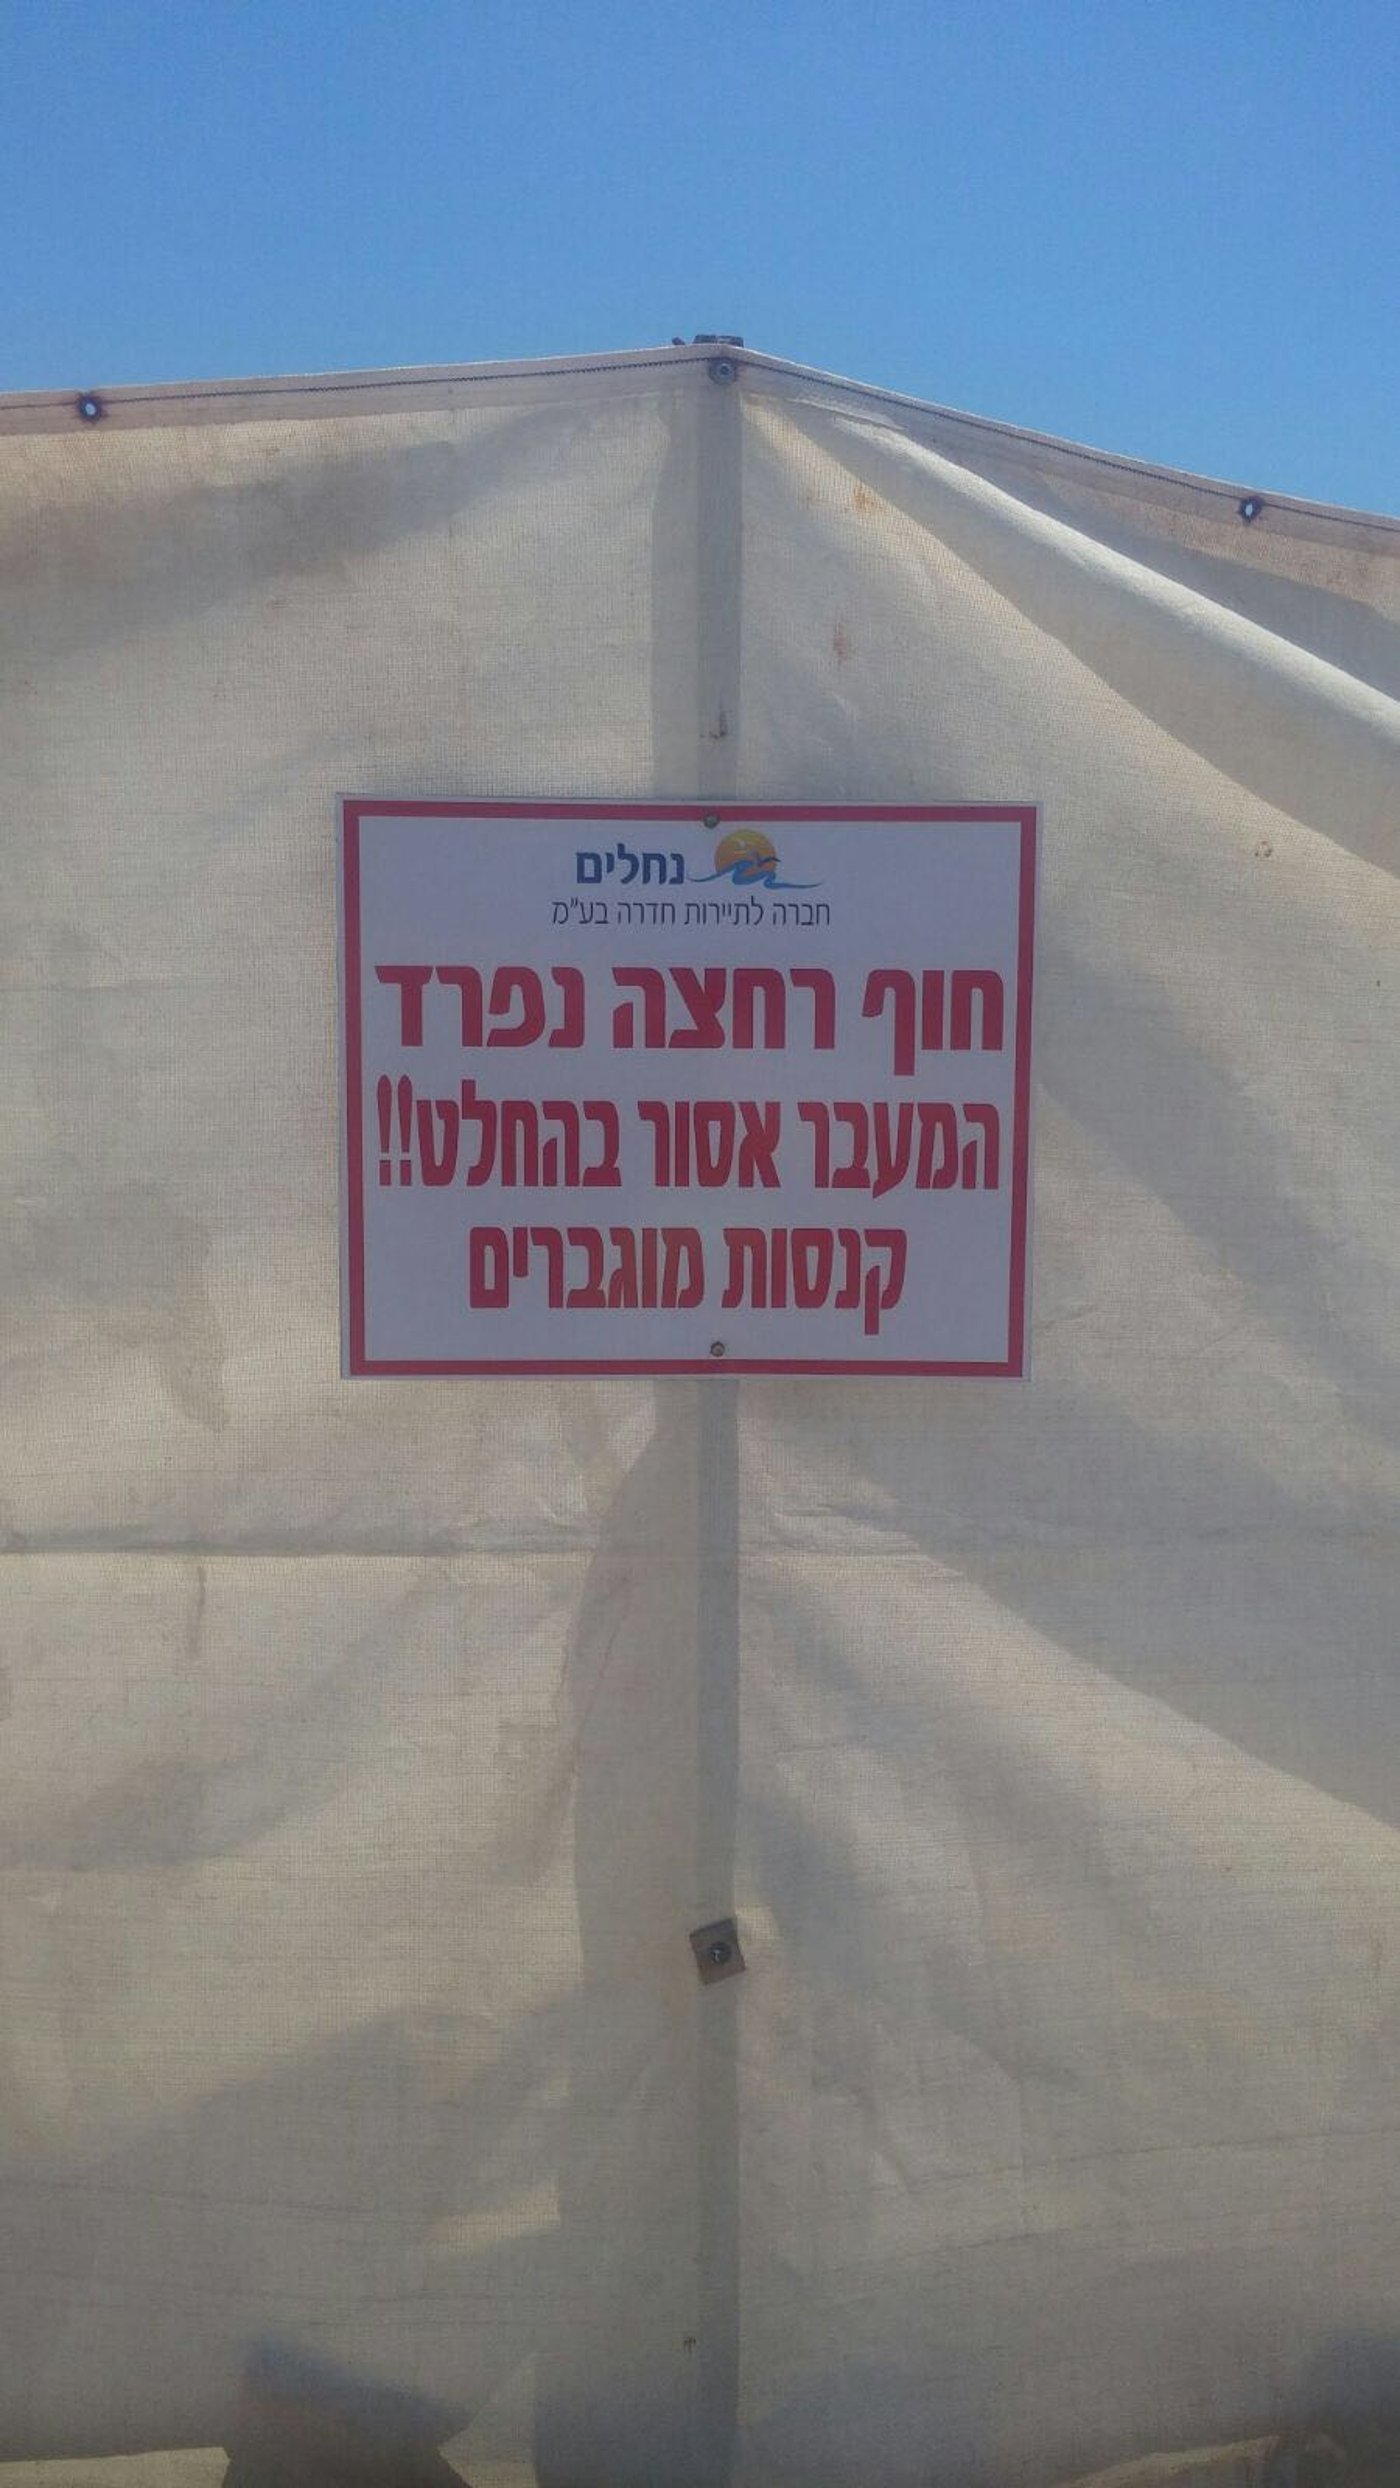 נחלים
חברה לתיירות חדרה בע"מ
חוף רחצה נפרד
המעבר אסור בהחלט!!
קנסות מוגברים